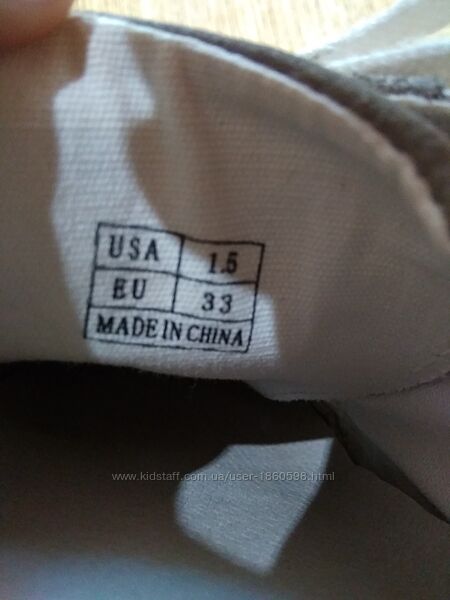 USA 1.5
EU 33
MADE IN CHINA
www.kidstaff.com.ua/user-1860598.html